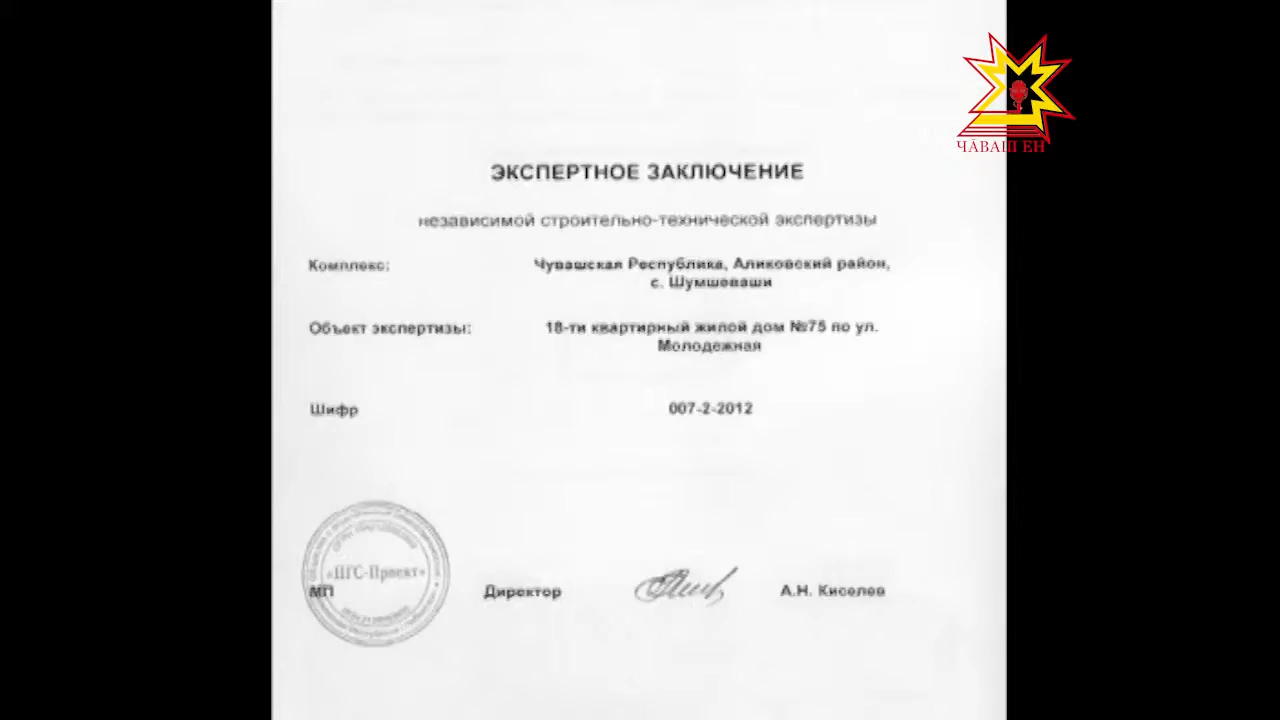 ЧӐВАШ ЕН
ЭКСПЕРТНОЕ ЗАКЛЮЧЕНИЕ
независимой строительно-технической экспертизы
Комплекс: Чувашская Республика, Аликовский район,
с. Шумшеваши
Объект экспертизы: 18-ти квартирный жилой дом №75 по ул.
Молодежная
Шифр 007-2-2012
«ПГС-Проект»
МП Директор А.Н. Киселев